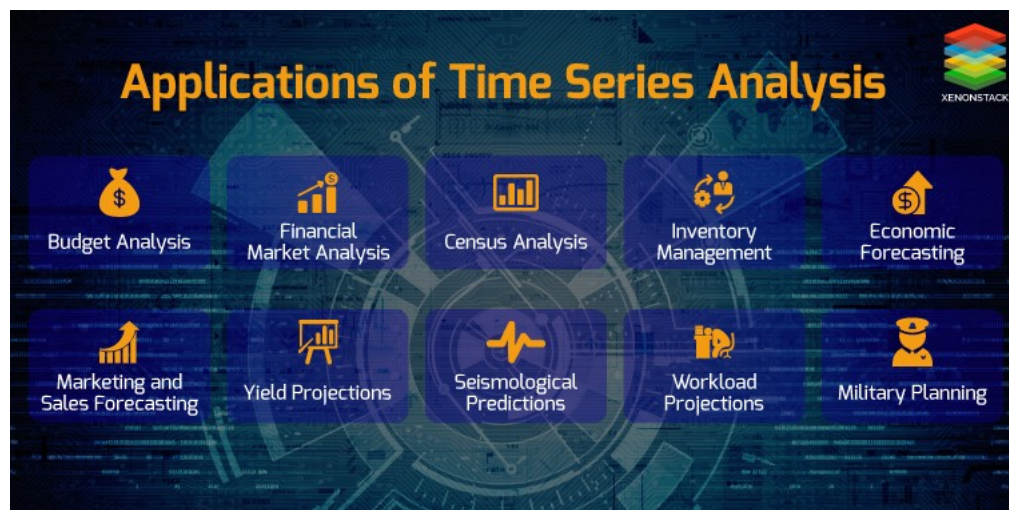 Applications of Time Series Analysis
XENONSTACK
$
Budget Analysis
$
Financial
Market Analysis
Census Analysis
Inventory
Management
$
Economic
Forecasting
Marketing and
Sales Forecasting
Yield Projections
Seismological
Predictions
Workload
Projections
Military Planning